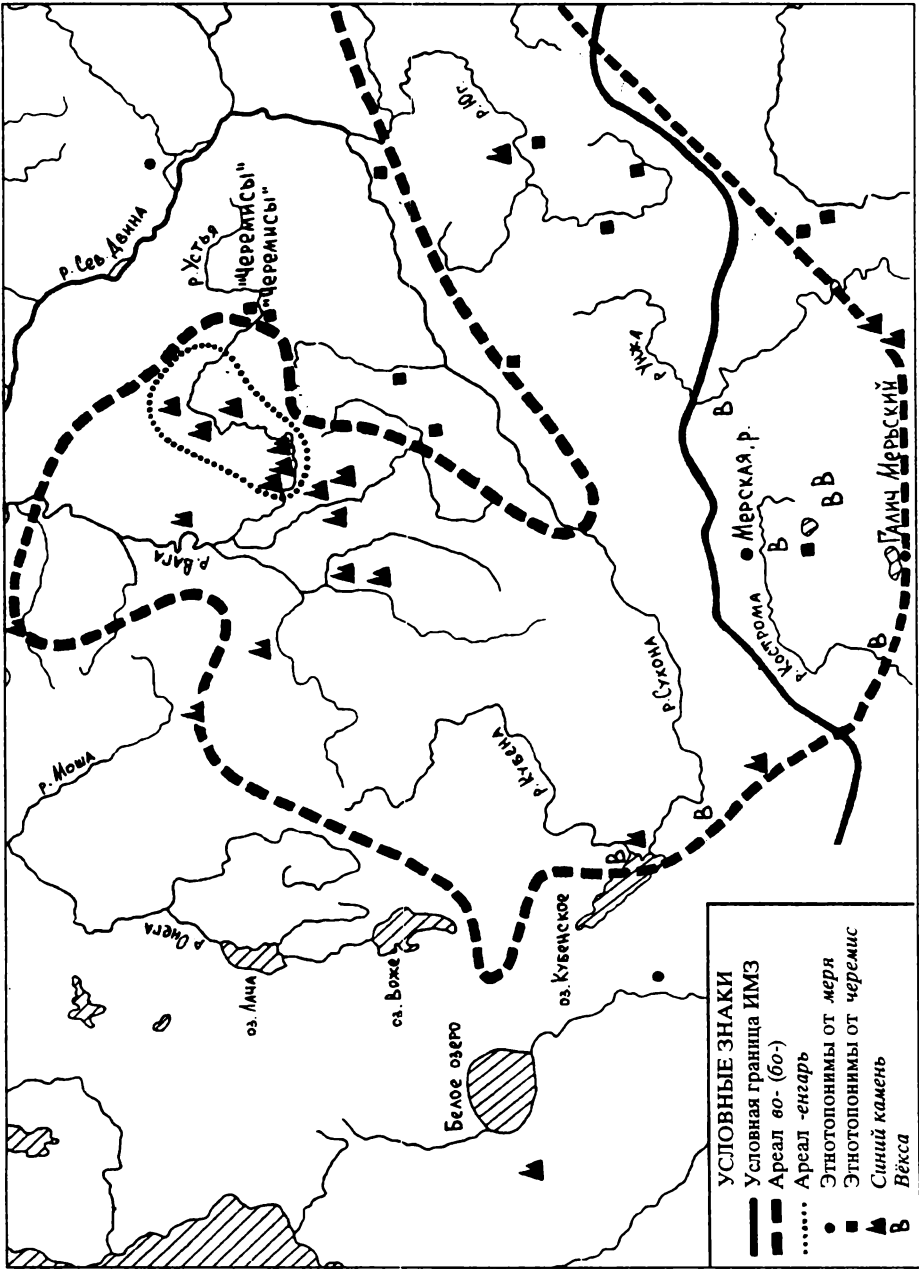 р. Сев. Двина
р. Устья
"Черемисы"
"Черемисы"
р. Юг
р. Вага
р. Унжа
р. Моша
Мерская, р.
В
В
В
В
р. Кострома
Галич Мерьский
В
р. Сухона
р. Кубена
В
В
р. Онега
оз. Лача
оз. Воже
оз. Кубенское
Белое озеро
УСЛОВНЫЕ ЗНАКИ
Условная граница ИМЗ
Ареал во- (бо-)
Ареал -енгарь
Этнотопонимы от меря
Этнотопонимы от черемис
Синий камень
В Вёкса